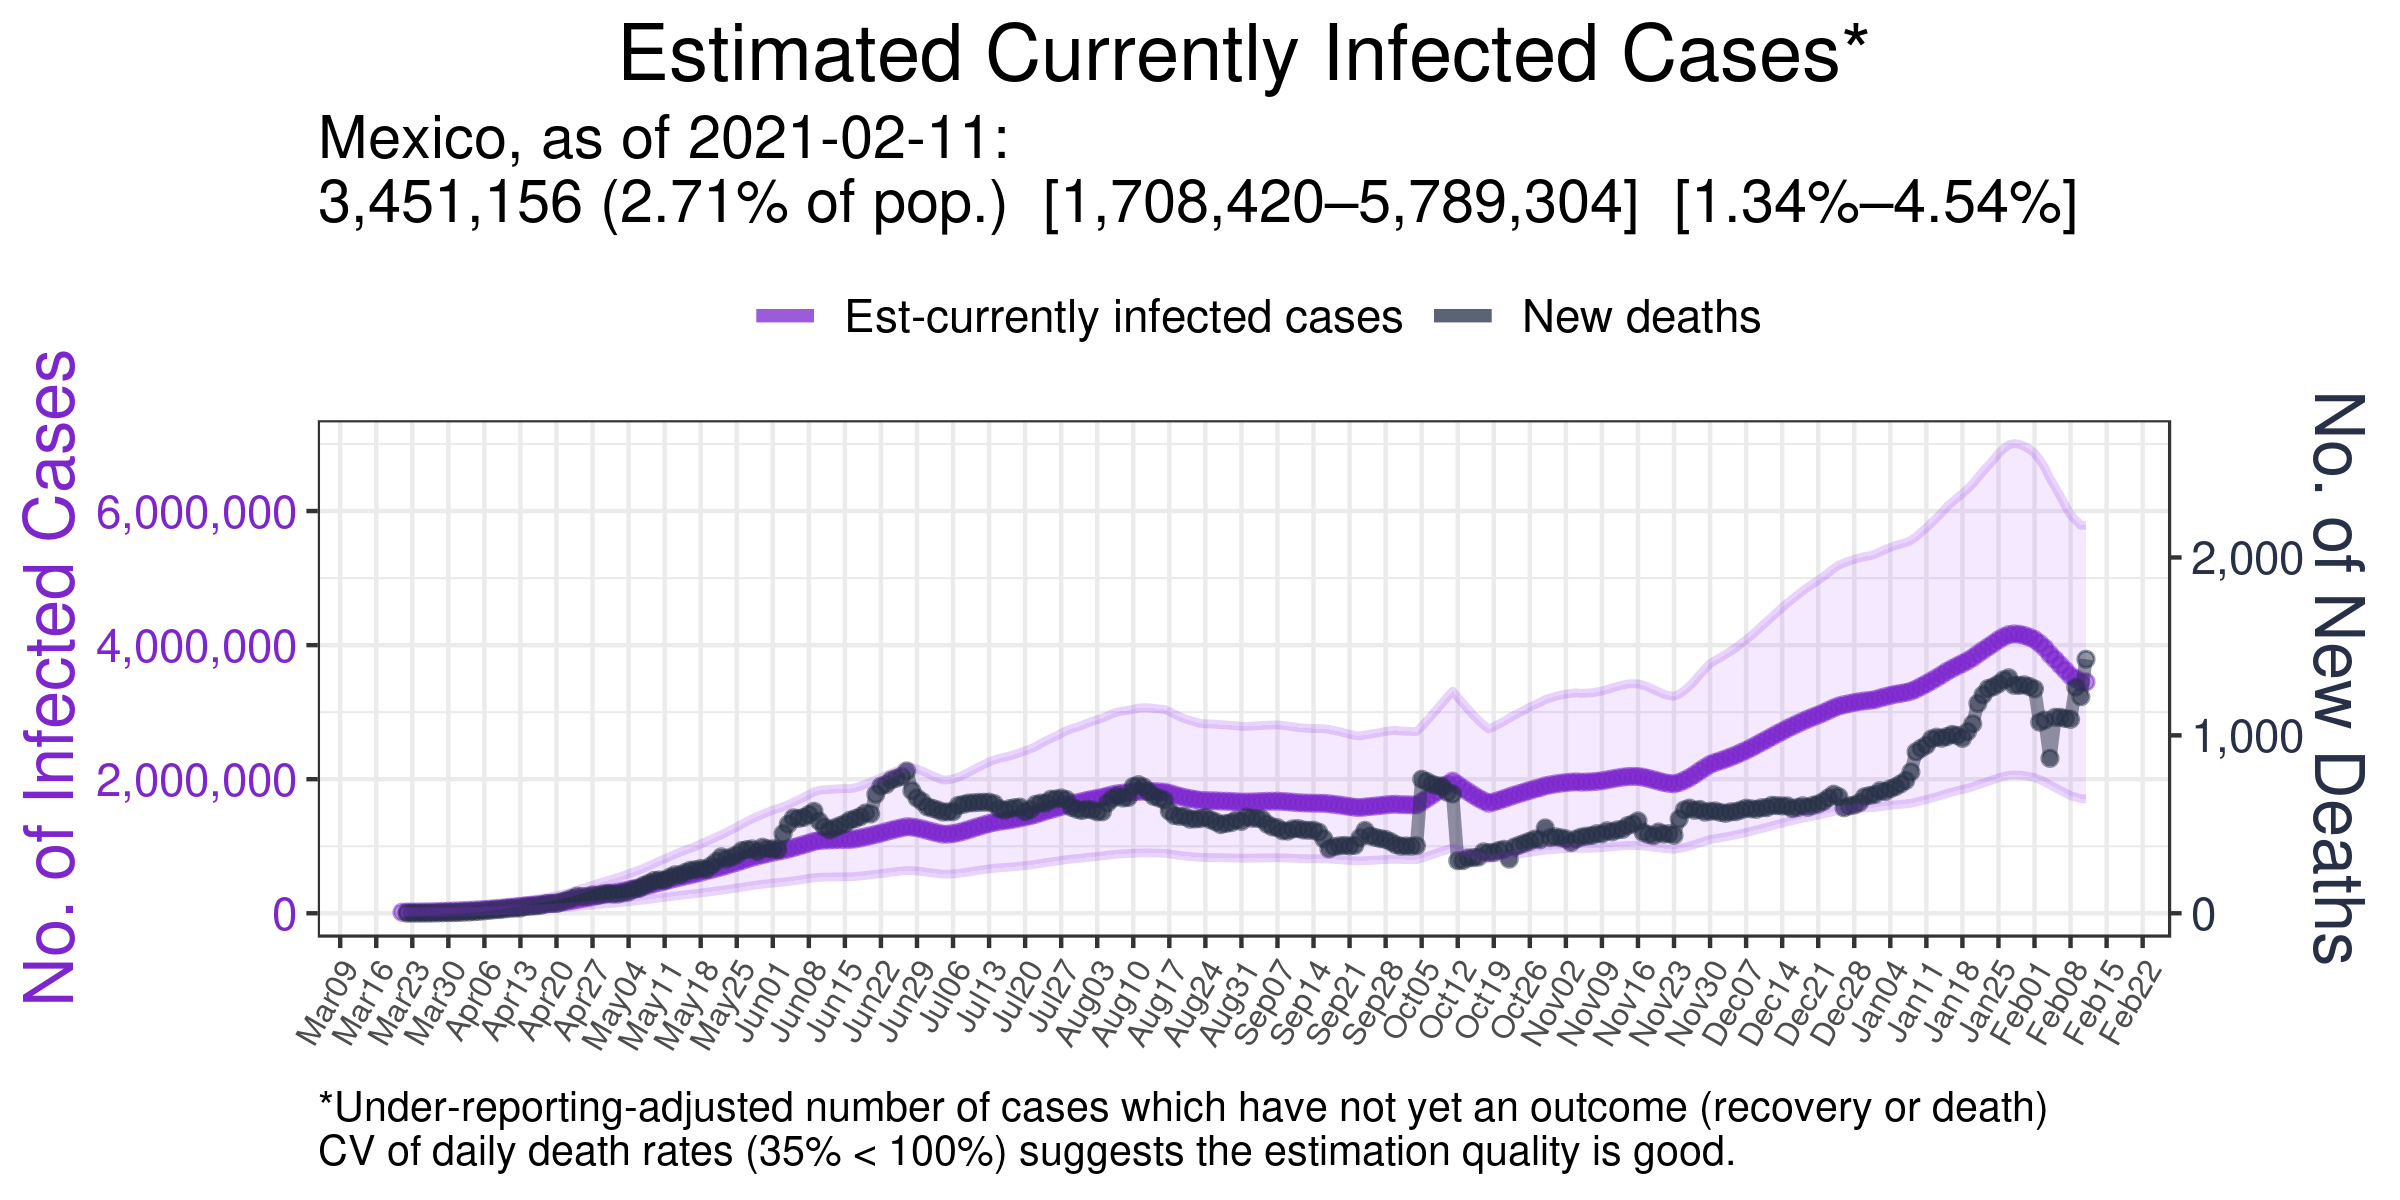 Estimated Currently Infected Cases*
Mexico, as of 2021-02-11:
3,451,156 (2.71% of pop.) [1,708,420–5,789,304] [1.34%–4.54%]
Est-currently infected cases
New deaths
No. of Infected Cases
6,000,000
4,000,000
2,000,000
0
No. of New Deaths
2,000
1,000
0
Mar09
Mar16
Mar23
Mar30
Apr06
Apr13
Apr20
Apr27
May04
May11
May18
May25
Jun01
Jun08
Jun15
Jun22
Jun29
Jul06
Jul13
Jul20
Jul27
Aug03
Aug10
Aug17
Aug24
Aug31
Sep07
Sep14
Sep21
Sep28
Oct05
Oct12
Oct19
Oct26
Nov02
Nov09
Nov16
Nov23
Nov30
Dec07
Dec14
Dec21
Dec28
Jan04
Jan11
Jan18
Jan25
Feb01
Feb08
Feb15
Feb22
*Under-reporting-adjusted number of cases which have not yet an outcome (recovery or death)
CV of daily death rates (35% < 100%) suggests the estimation quality is good.